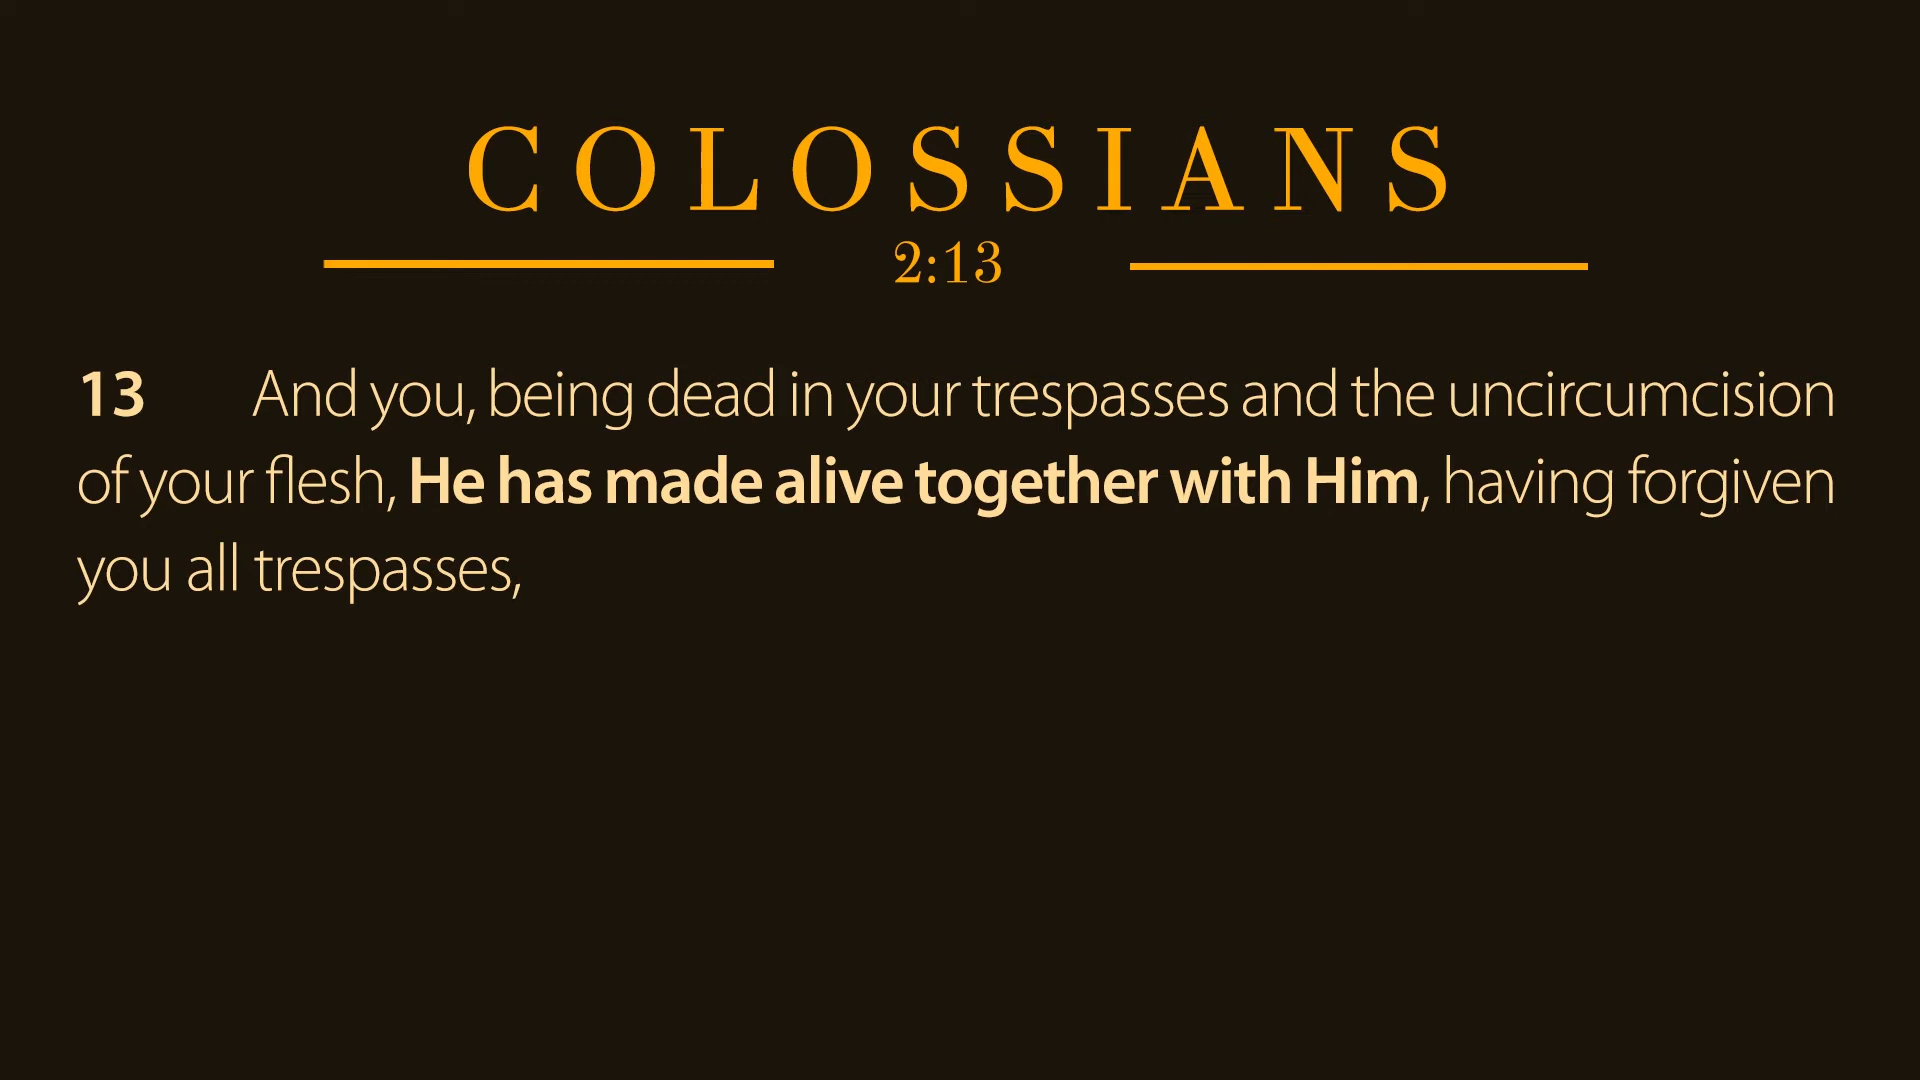 COLOSSIANS
2:13
13 And you, being dead in your trespasses and the uncircumcision
of your flesh, He has made alive together with Him, having forgiven
you all trespasses,